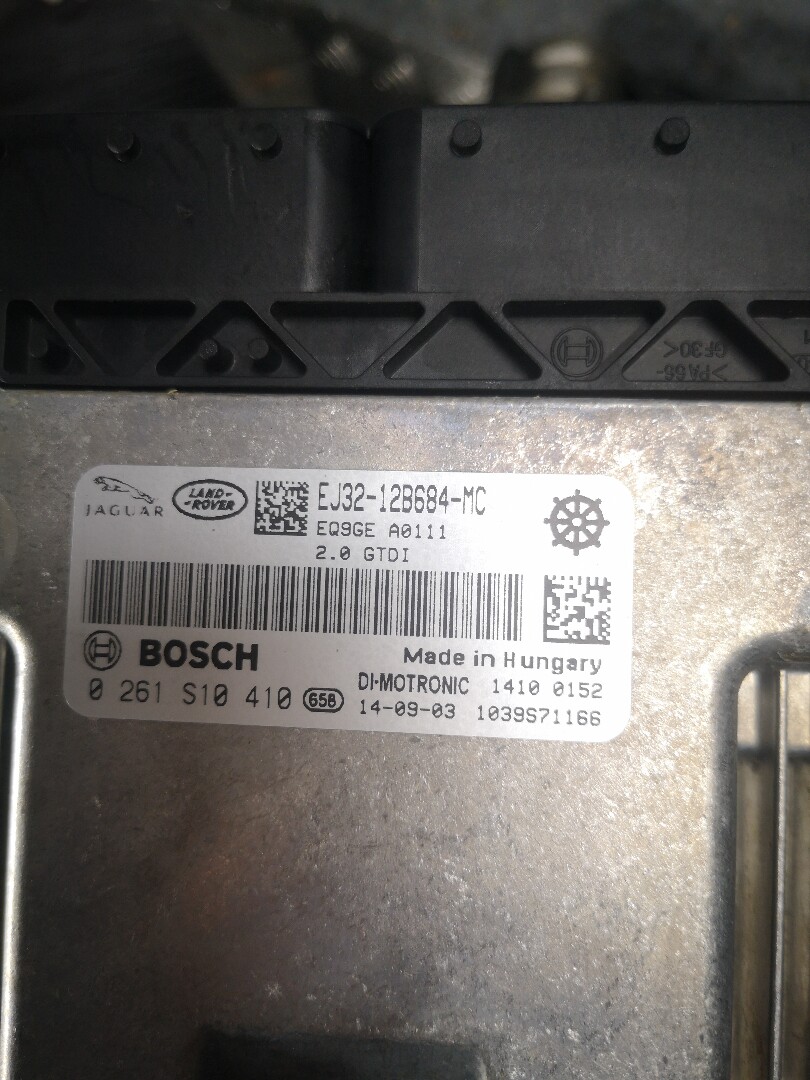 >PA66-
GF30<
JAGUAR
LAND-
-ROVER
EJ32-12B684-MC
EQ9GE A0111
2.0 GTDI
BOSCH
Made in Hungary
0 261 S10 410 658
DI-MOTRONIC 1410 0152
14-09-03 1039S71166